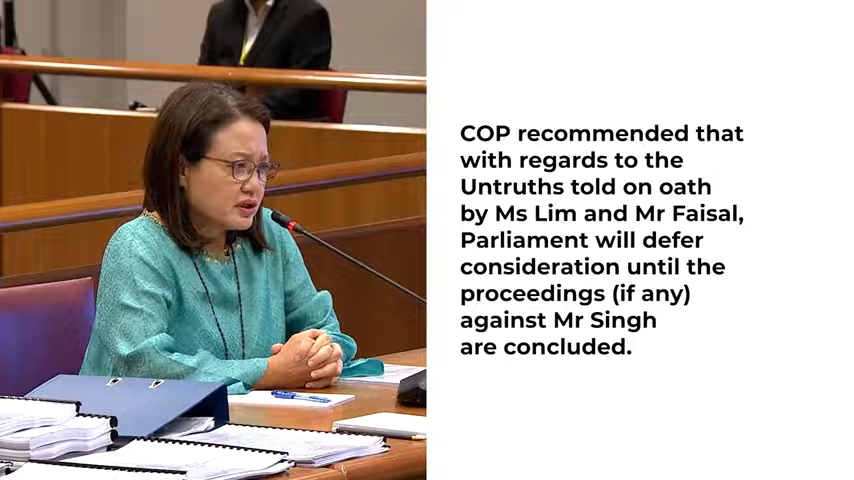 COP recommended that
with regards to the
Untruths told on oath
by Ms Lim and Mr Faisal,
Parliament will defer
consideration until the
proceedings (if any)
against Mr Singh
are concluded.